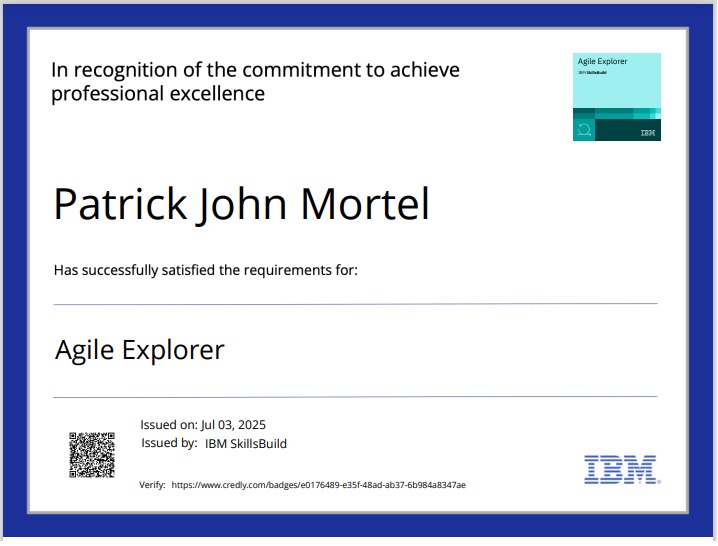 In recognition of the commitment to achieve
professional excellence
Agile Explorer
IBM SkillsBuild
IBM
Patrick John Mortel
Has successfully satisfied the requirements for:
Agile Explorer
Issued on: Jul 03, 2025
Issued by: IBM SkillsBuild
Verify: https://www.credly.com/badges/e0176489-e35f-48ad-ab37-6b984a8347ae
IBM®